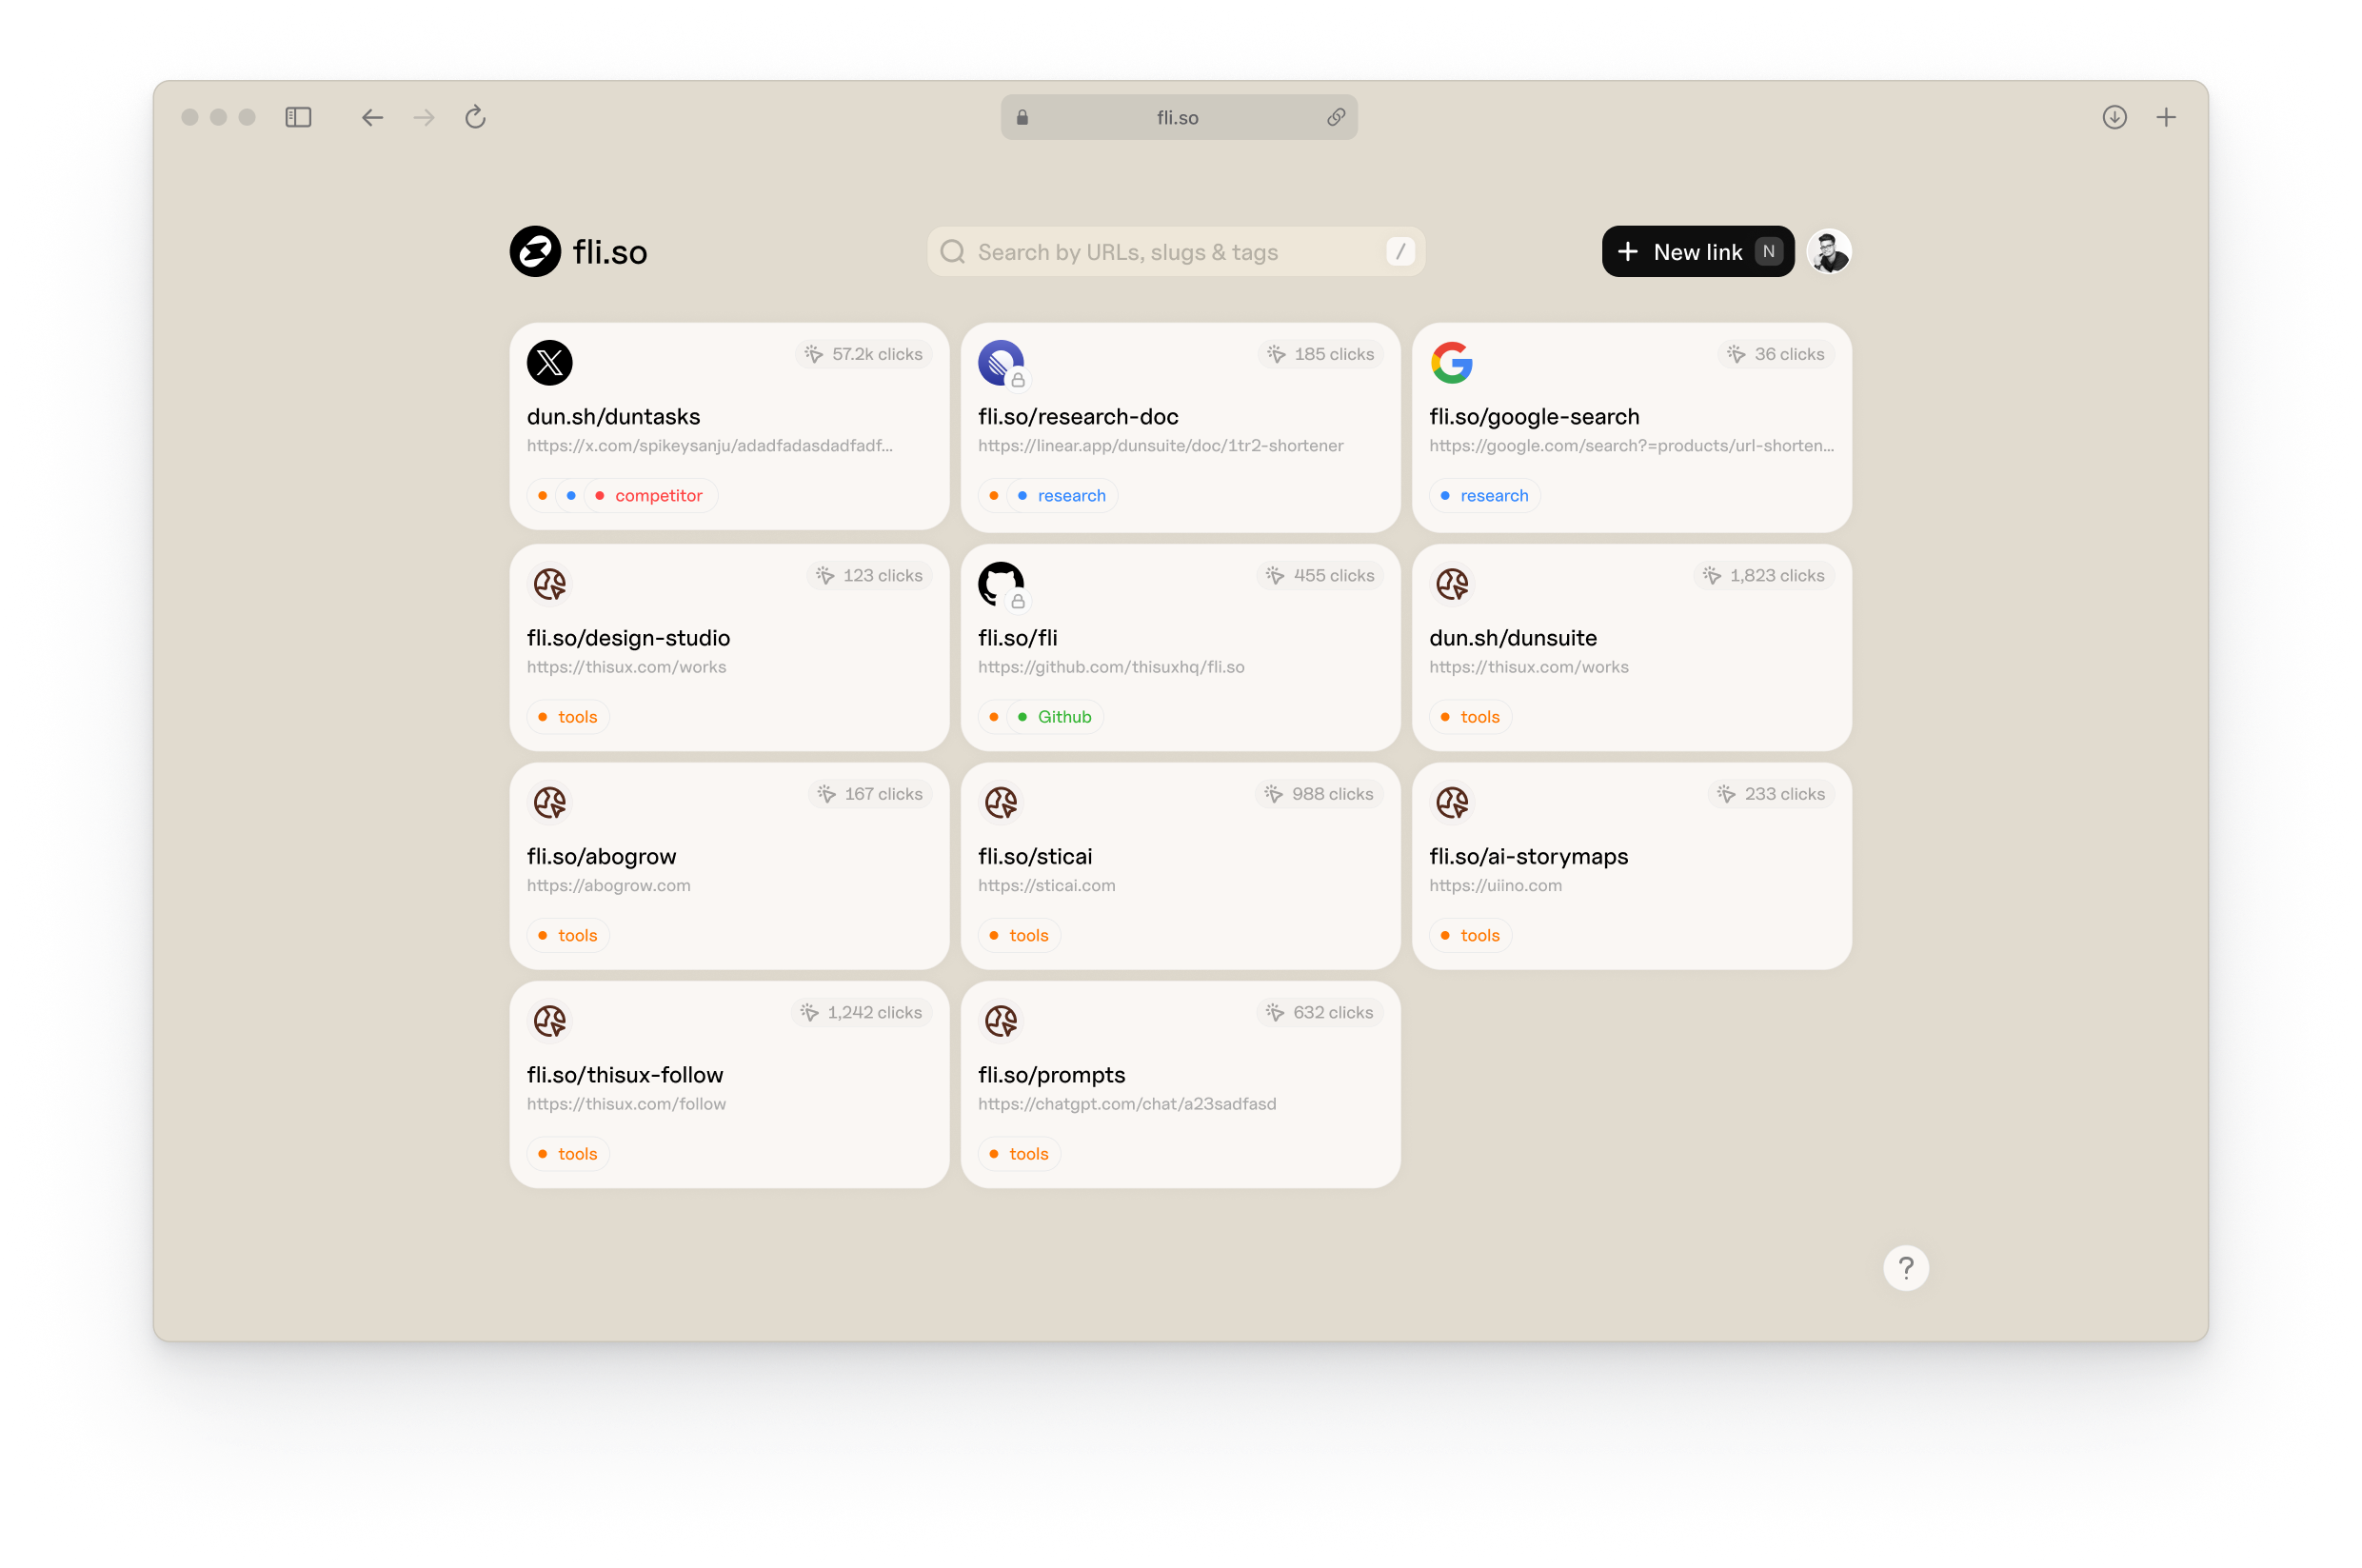 fli.so
fli.so
Search by URLs, slugs & tags
/
New link
N
57.2k clicks
dun.sh/duntasks
https://x.com/spikeysanju/adadfadasdadfadf...
competitor
185 clicks
fli.so/research-doc
https://linear.app/dunsuite/doc/1tr2-shortener
research
36 clicks
fli.so/google-search
https://google.com/search?=products/url-shorten...
research
123 clicks
fli.so/design-studio
https://thisux.com/works
tools
455 clicks
fli.so/fli
https://github.com/thisuxhq/fli.so
Github
1,823 clicks
dun.sh/dunsuite
https://thisux.com/works
tools
167 clicks
fli.so/abogrow
https://abogrow.com
tools
988 clicks
fli.so/sticai
https://sticai.com
tools
233 clicks
fli.so/ai-storymaps
https://uiino.com
tools
1,242 clicks
fli.so/thisux-follow
https://thisux.com/follow
tools
632 clicks
fli.so/prompts
https://chatgpt.com/chat/a23sadfasd
tools
?